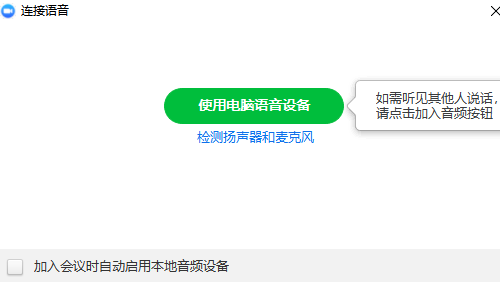 连接语音
使用电脑语音设备
如需听见其他人说话，
请点击加入音频按钮
检测扬声器和麦克风
加入会议时自动启用本地音频设备